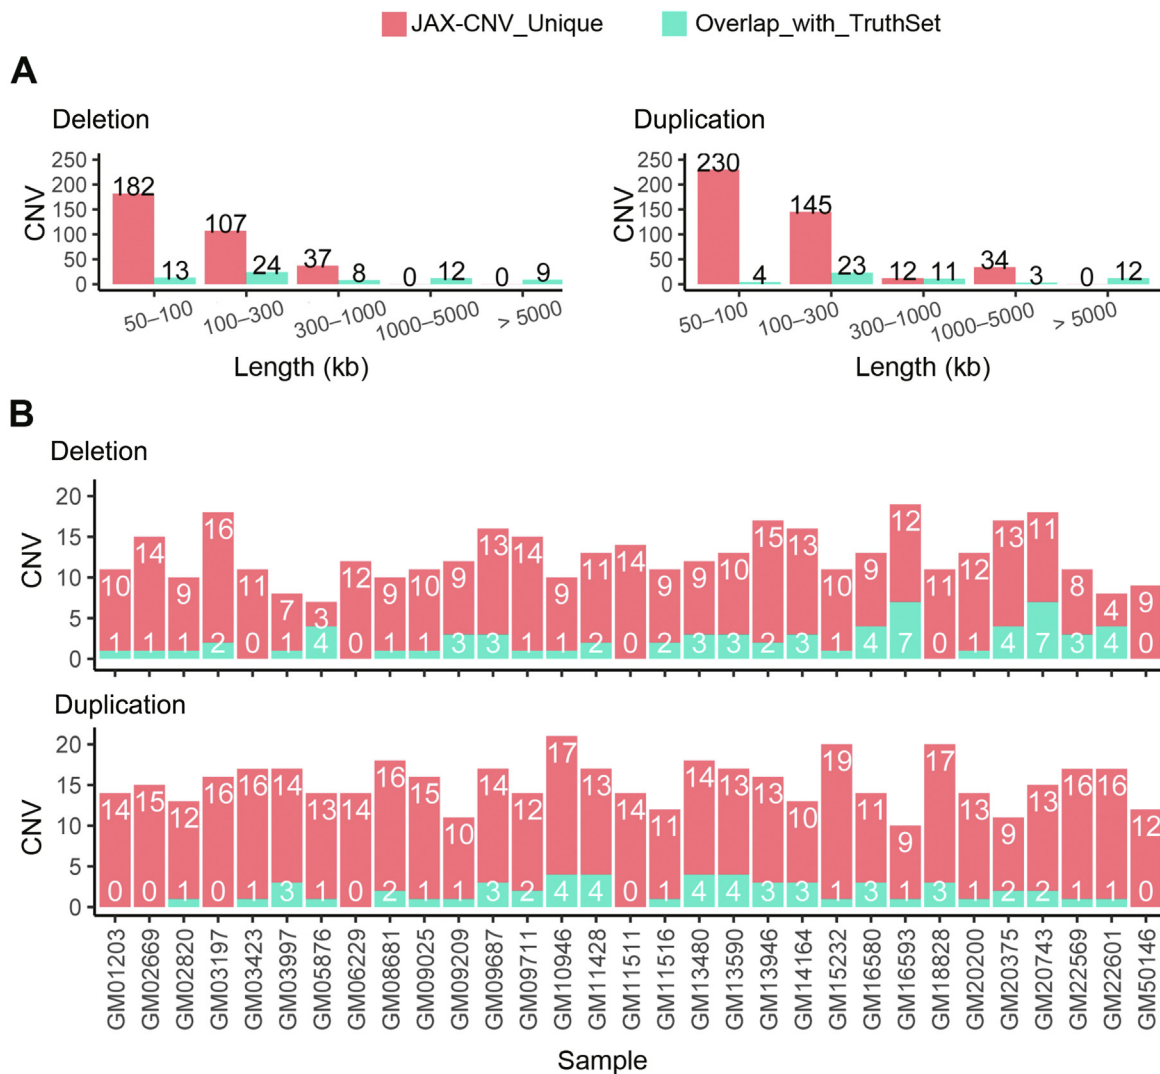 JAX-CNV_Unique Overlap_with_TruthSet
A
Deletion Duplication
CNV
250
200
150
100
50
0
182 13 107 24 37 8 0 12 0 9
50–100 100–300 300–1000 1000–5000 > 5000
Length (kb)
CNV
250
200
150
100
50
0
230 4 145 23 12 11 34 3 0 12
50–100 100–300 300–1000 1000–5000 > 5000
Length (kb)
B
Deletion
CNV
20
15
10
5
0
10 14 9 16 11 7 3 12 9 10 9 13 14 9 11 14 9 9 10 15 13 10 9 12 11 12 13 11 8 4 9
1 1 1 2 0 1 4 0 1 1 3 3 1 1 2 0 2 3 3 2 3 1 4 7 0 1 4 7 3 4 0
Duplication
CNV
20
15
10
5
0
14 15 12 16 16 14 13 14 16 15 10 14 12 17 13 14 11 14 13 13 10 19 11 9 17 13 9 13 16 16 12
0 0 1 0 1 3 1 0 2 1 1 3 2 4 4 0 1 4 4 3 3 1 3 1 3 1 2 2 1 1 0
GM01203
GM02669
GM02820
GM03197
GM03423
GM03997
GM05876
GM06229
GM08681
GM09025
GM09209
GM09687
GM09711
GM10946
GM11428
GM11511
GM11516
GM13480
GM13590
GM13946
GM14164
GM15232
GM16580
GM16593
GM18828
GM20200
GM20375
GM20743
GM22569
GM22601
GM50146
Sample